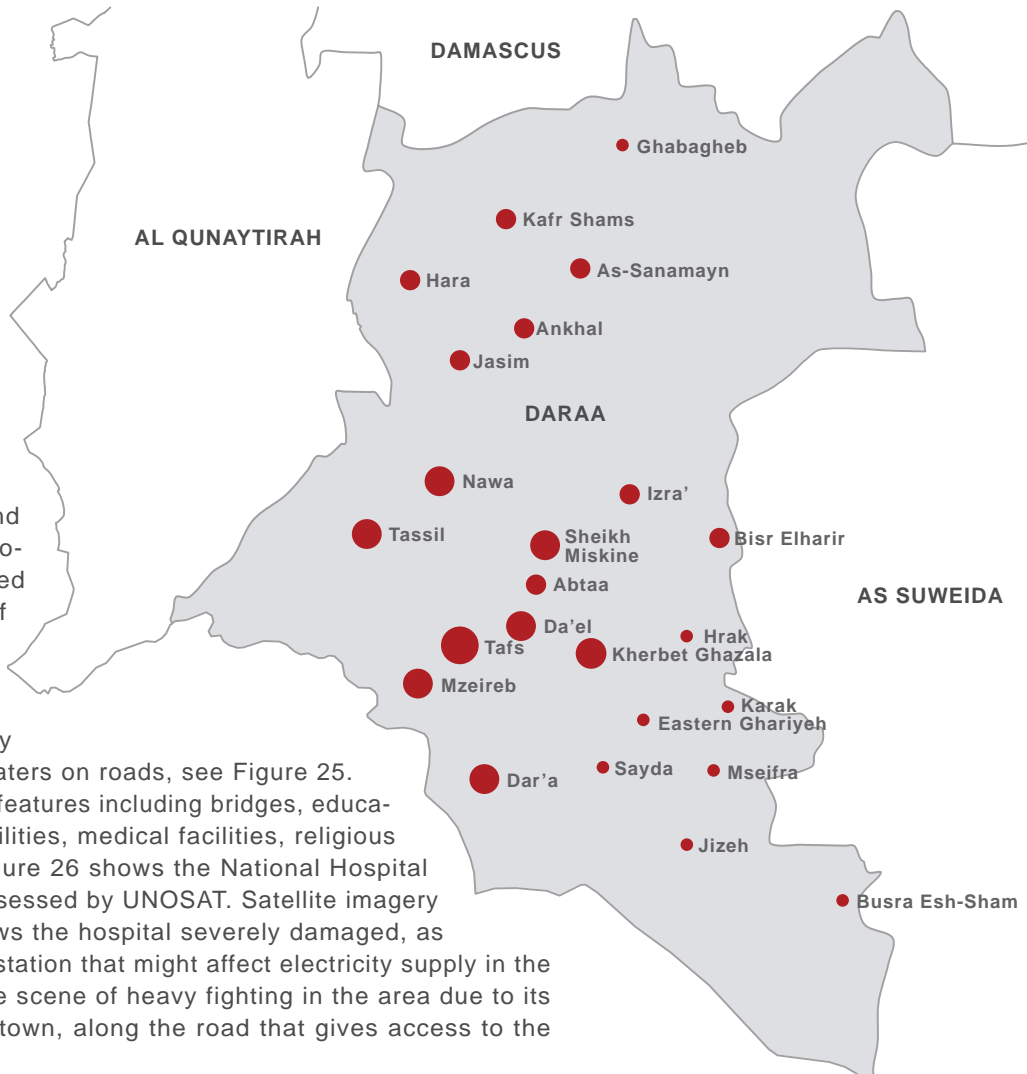 DAMASCUS
Ghabagheb
Kafr Shams
AL QUNAYTIRAH
As-Sanamayn
Hara
Ankhal
Jasim
DARAA
Nawa
Izra’
Tassil
Sheikh
Miskine
Bisr Elharir
Abtaa
AS SUWEIDA
Da’el
Hrak
Tafs
Kherbet Ghazala
Mzeireb
Karak
Eastern Ghariyeh
Sayda
Mseifra
Dar’a
Jizeh
Busra Esh-Sham
nd
o-
ed
f
y
aters on roads, see Figure 25.
features including bridges, educa-
ilities, medical facilities, religious
ure 26 shows the National Hospital
sessed by UNOSAT. Satellite imagery
ws the hospital severely damaged, as
station that might affect electricity supply in the
e scene of heavy fighting in the area due to its
town, along the road that gives access to the